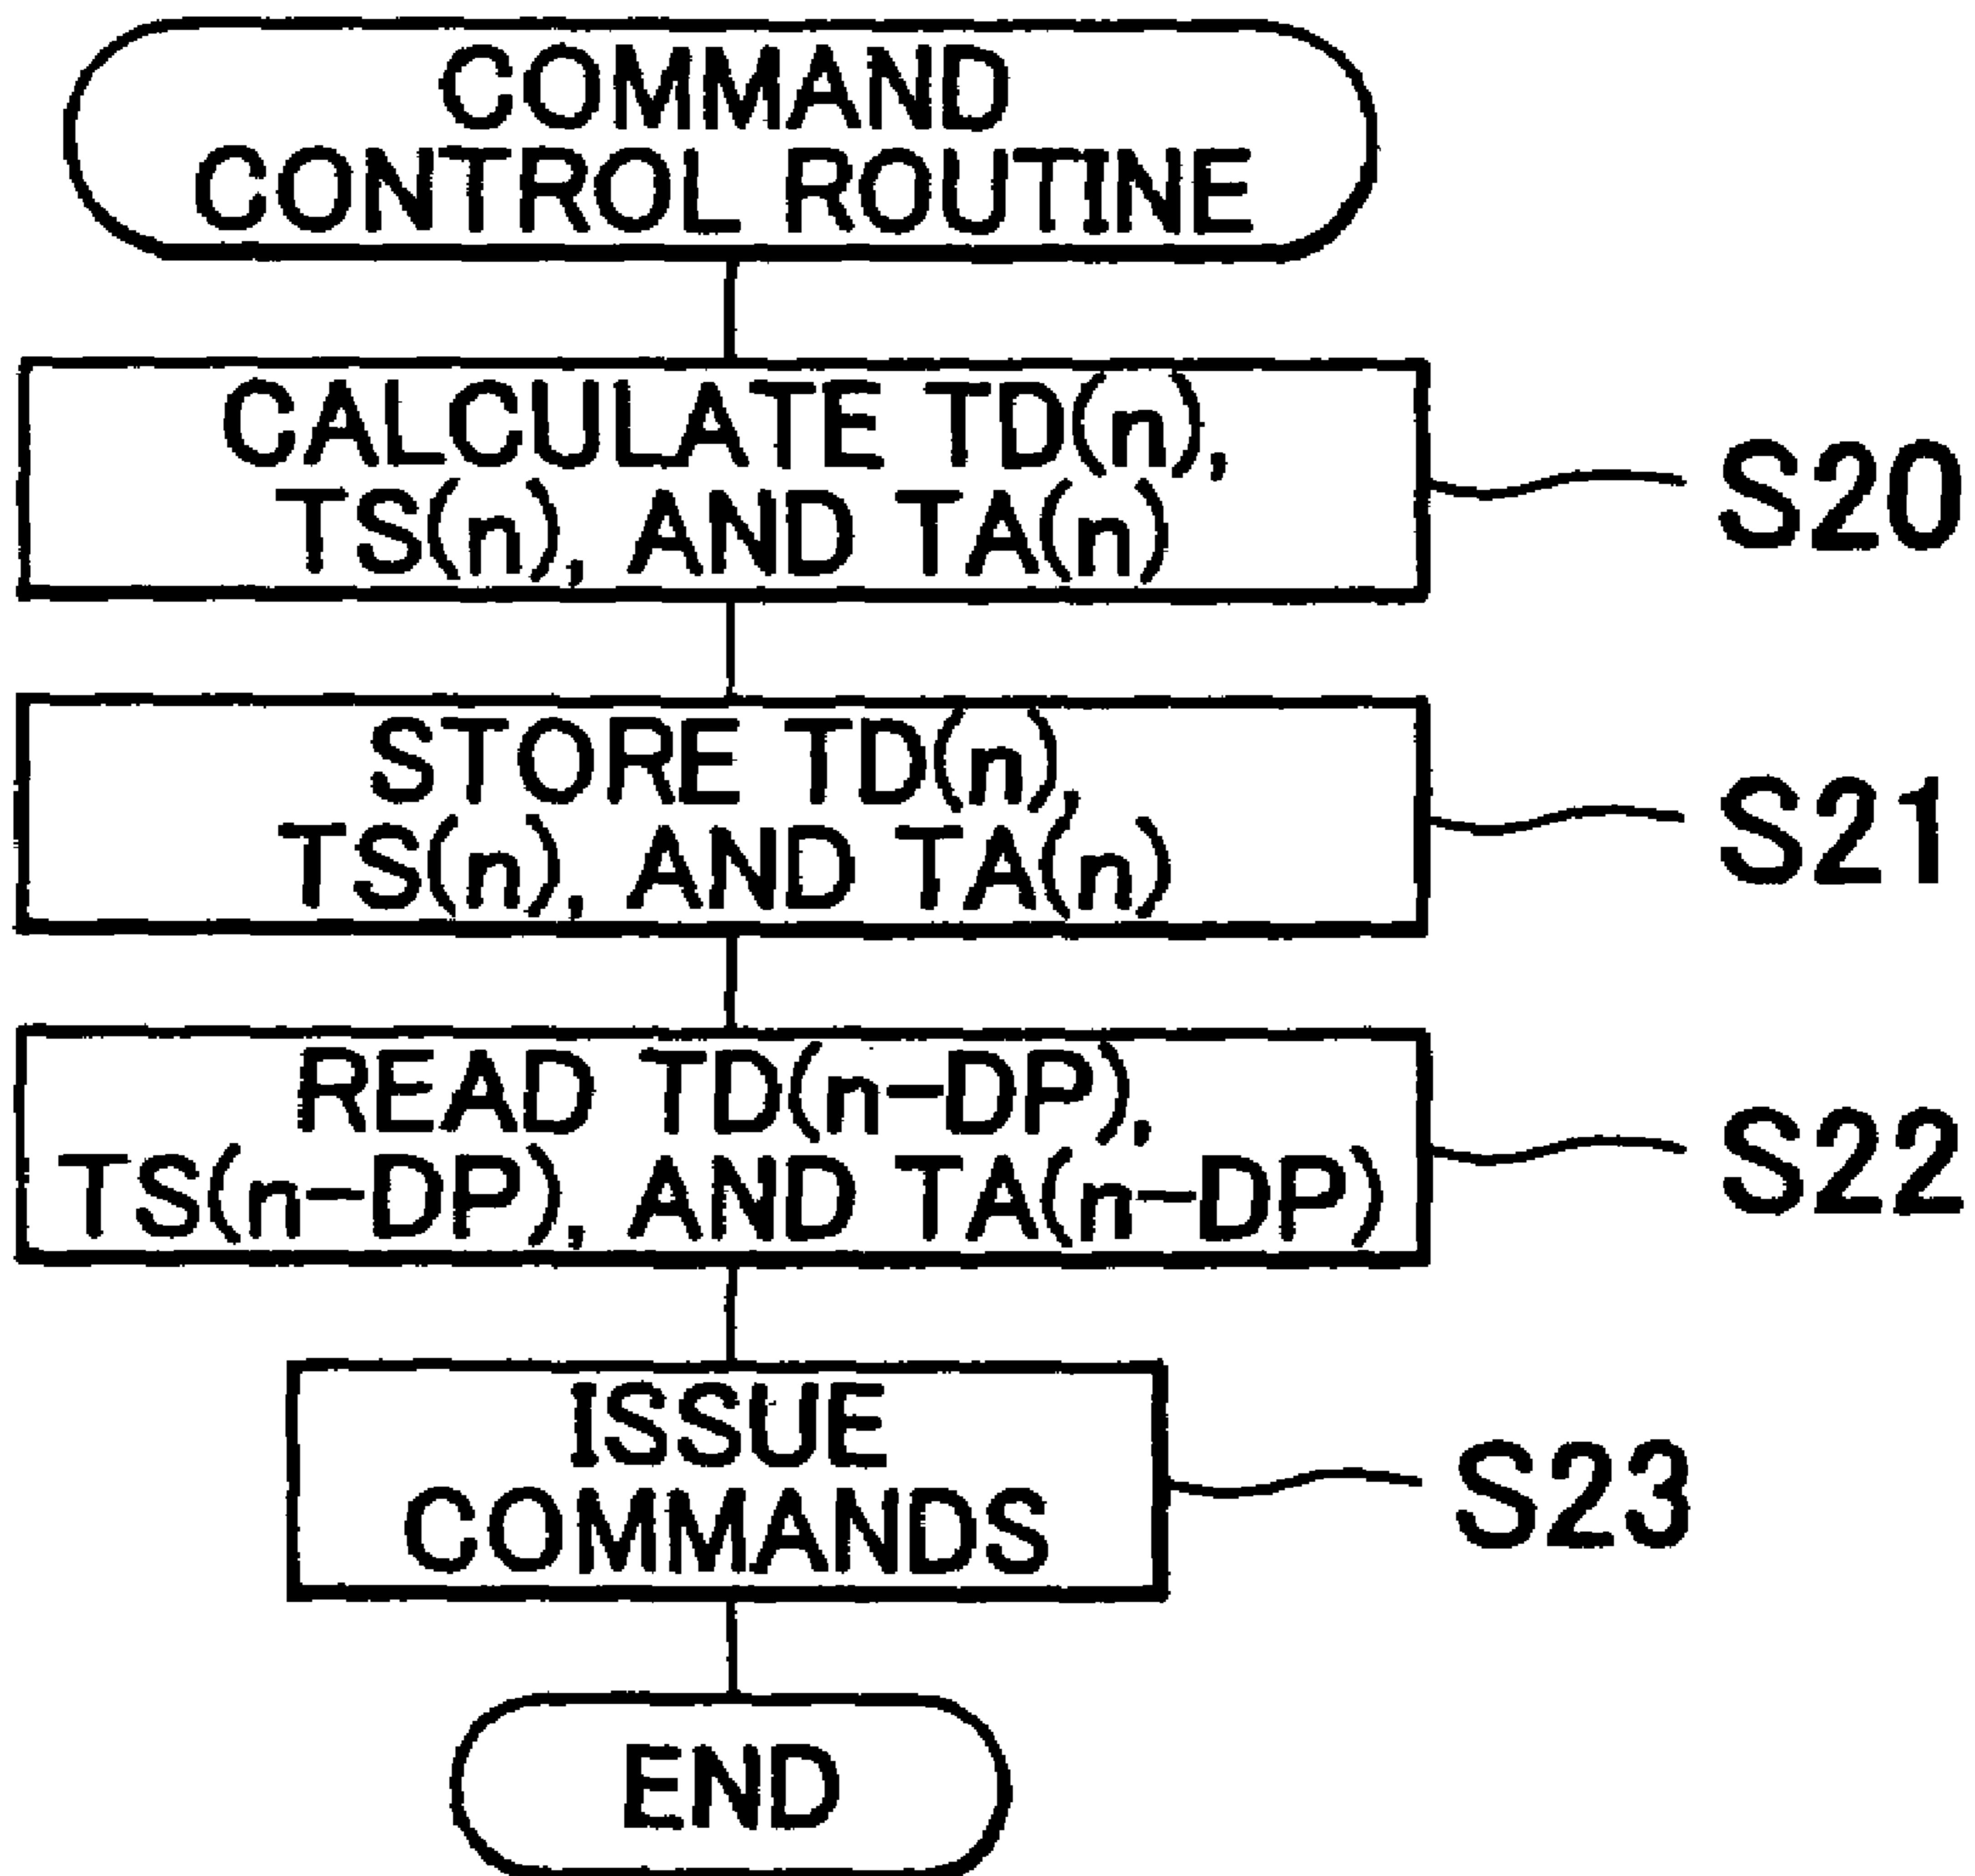 COMMAND
CONTROL ROUTINE
CALCULATE TD(n),
TS(n), AND TA(n)
S20
STORE TD(n),
TS(n), AND TA(n)
S21
READ TD(n-DP),
TS(n-DP), AND TA(n-DP)
S22
ISSUE
COMMANDS
S23
END